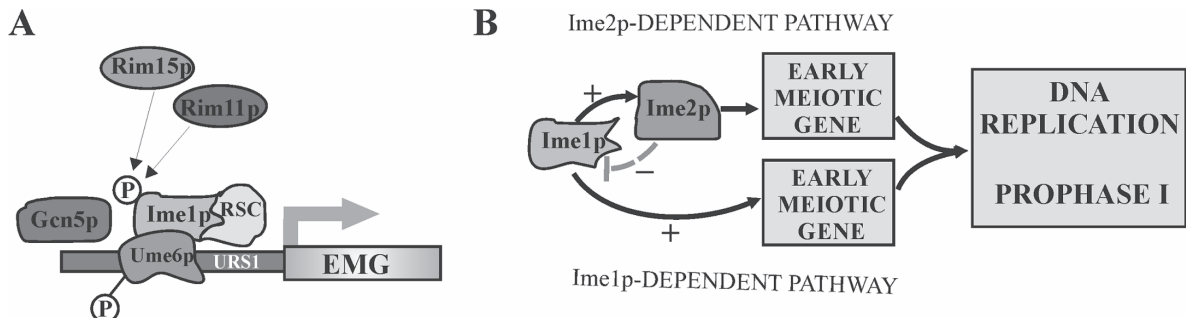 A
Rim15p
Rim11p
P
Gcn5p
Ime1p
RSC
Ume6p
URS1
EMG
P
B
Ime2p-DEPENDENT PATHWAY
+
Ime2p
Ime1p
–
+
EARLY
MEIOTIC
GENE
EARLY
MEIOTIC
GENE
DNA
REPLICATION
PROPHASE I
Ime1p-DEPENDENT PATHWAY